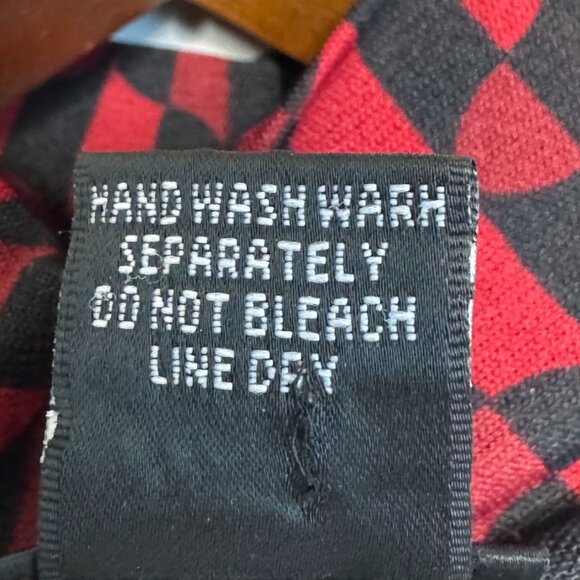 HAND WASH WARM
SEPARATELY
DO NOT BLEACH
LINE DRY